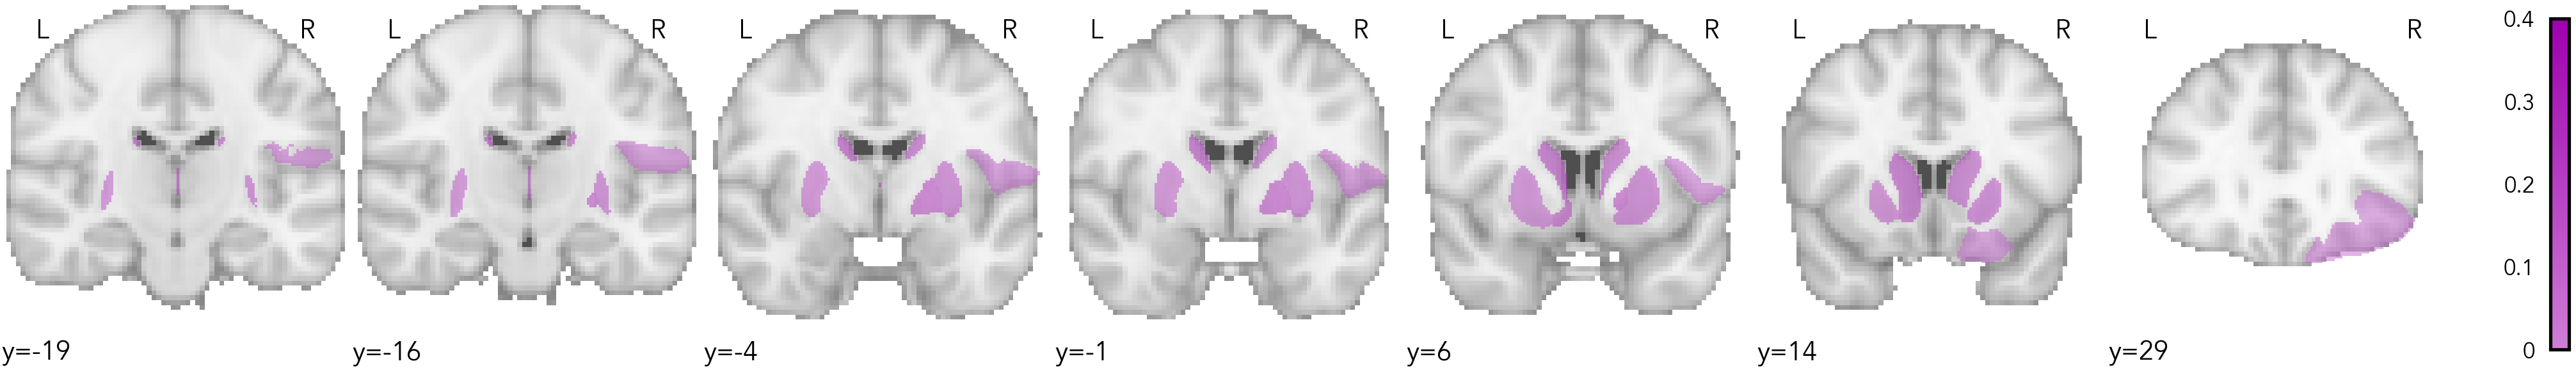 L R L R L R L R L R L R L R 0.4
0.3
0.2
0.1
y=-19 y=-16 y=-4 y=-1 y=6 y=14 y=29 0